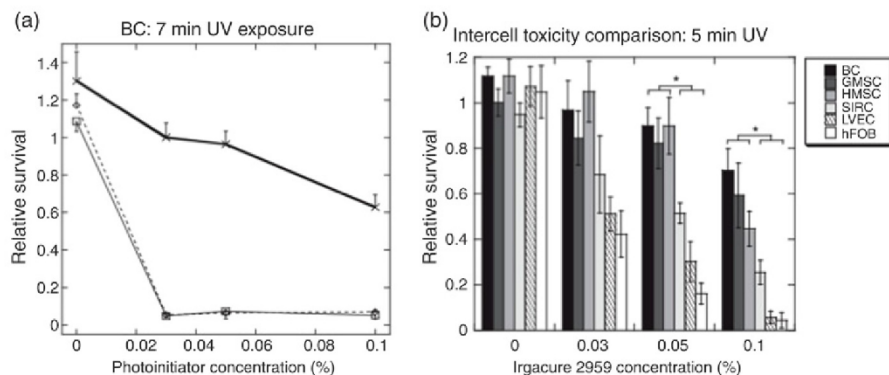 (a)
BC: 7 min UV exposure
Relative survival
1.4
1.2
1
0.8
0.6
0.4
0.2
0
0 0.02 0.04 0.06 0.08 0.1
Photoinitiator concentration (%)
(b)
Intercell toxicity comparison: 5 min UV
Relative survival
1.2
1
0.8
0.6
0.4
0.2
0
*
*
0 0.03 0.05 0.1
Irgacure 2959 concentration (%)
BC
GMSC
HMSC
SIRC
LVEC
hFOB